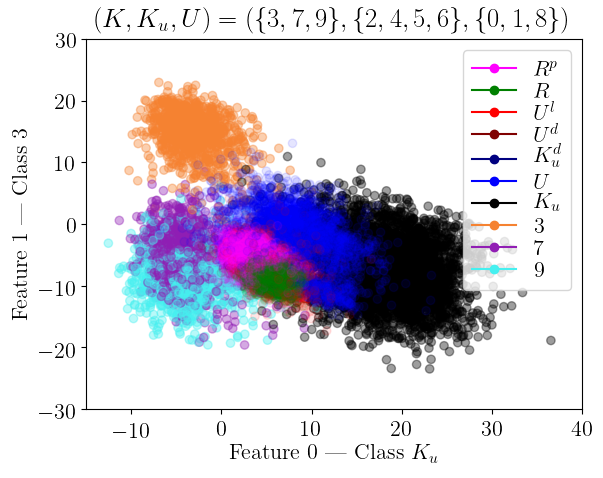 (K, K_u, U) = ({3, 7, 9}, {2, 4, 5, 6}, {0, 1, 8})
30
20
10
0
−10
−20
−30
Feature 1 — Class 3
R^p
R
U^l
U^d
K_u^d
U
K_u
3
7
9
−10 0 10 20 30 40
Feature 0 — Class K_u